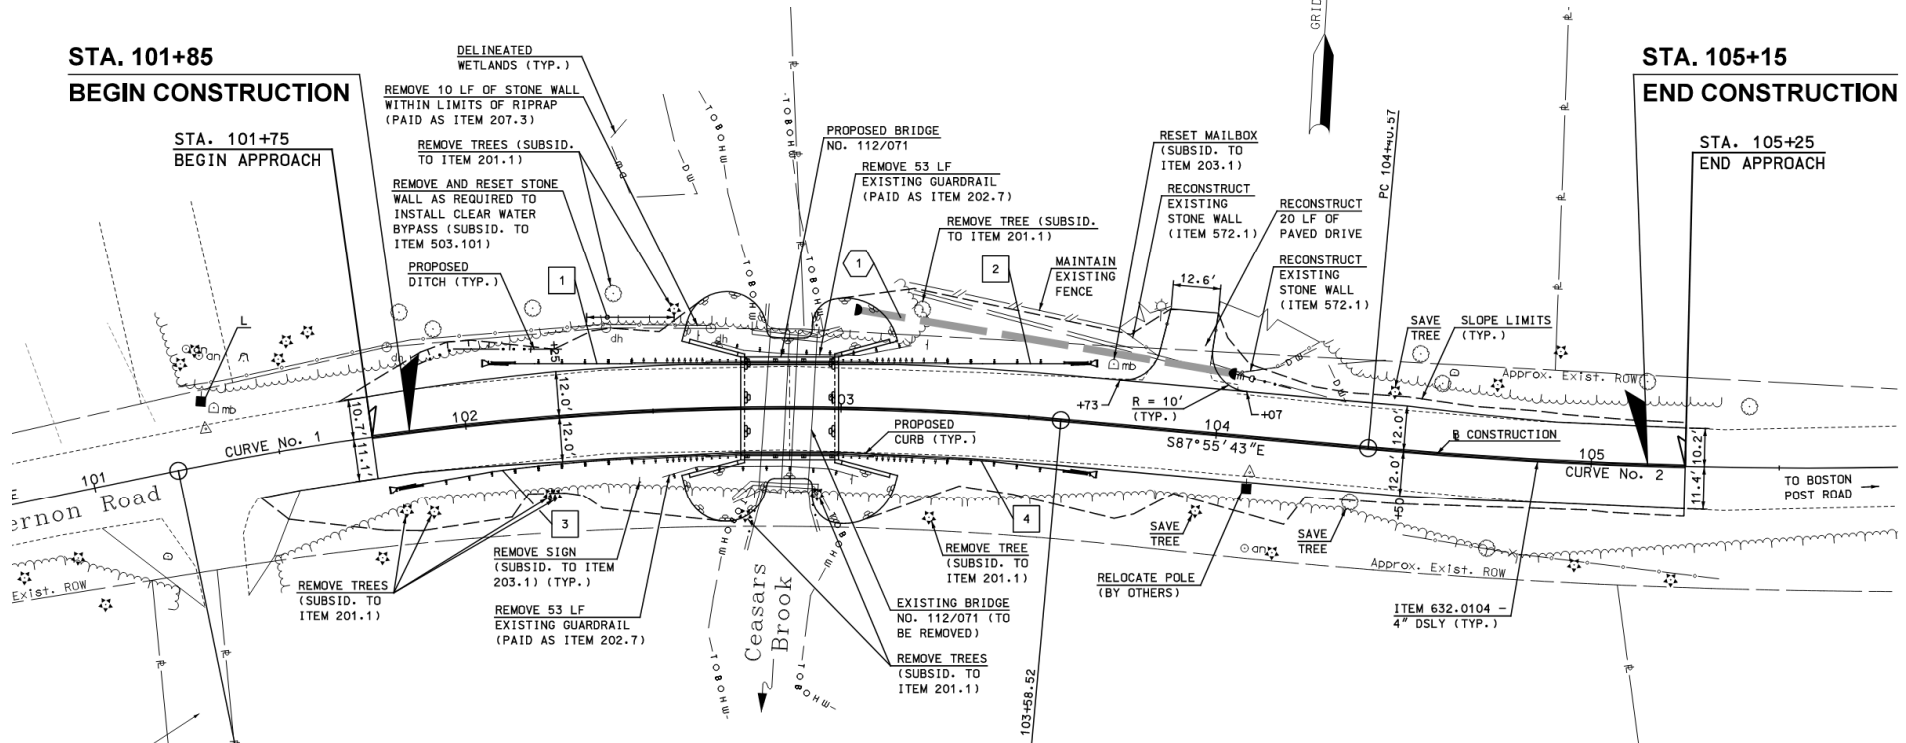 STA. 101+85
BEGIN CONSTRUCTION
STA. 101+75
BEGIN APPROACH
DELINEATED
WETLANDS (TYP.)
REMOVE 10 LF OF STONE WALL
WITHIN LIMITS OF RIPRAP
(PAID AS ITEM 207.3)
REMOVE TREES (SUBSID.
TO ITEM 201.1)
REMOVE AND RESET STONE
WALL AS REQUIRED TO
INSTALL CLEAR WATER
BYPASS (SUBSID. TO
ITEM 503.101)
PROPOSED
DITCH (TYP.)
1
PROPOSED BRIDGE
NO. 112/071
REMOVE 53 LF
EXISTING GUARDRAIL
(PAID AS ITEM 202.7)
1
REMOVE TREE (SUBSID.
TO ITEM 201.1)
2
MAINTAIN
EXISTING
FENCE
RESET MAILBOX
(SUBSID. TO
ITEM 203.1)
RECONSTRUCT
EXISTING
STONE WALL
(ITEM 572.1)
RECONSTRUCT
20 LF OF
PAVED DRIVE
RECONSTRUCT
EXISTING
STONE WALL
(ITEM 572.1)
12.6'
GRID
PC 104+40.57
STA. 105+15
END CONSTRUCTION
STA. 105+25
END APPROACH
SAVE
TREE
SLOPE LIMITS
(TYP.)
Approx. Exist. ROW
L
mb
dh
dh
dh
+25
mb
+73
R = 10'
(TYP.)
+07
10.7'
11.1'
12.0'
12.0'
12.0'
12.0'
+50
10.2'
11.4'
101
102
103
104
105
CURVE No. 1
S87°55'43"E
CONSTRUCTION
CURVE No. 2
TO BOSTON
POST ROAD
PROPOSED
CURB (TYP.)
ernon Road
Exist. ROW
REMOVE TREES
(SUBSID. TO
ITEM 201.1)
3
REMOVE SIGN
(SUBSID. TO ITEM
203.1) (TYP.)
REMOVE 53 LF
EXISTING GUARDRAIL
(PAID AS ITEM 202.7)
Ceasars
Brook
4
REMOVE TREE
(SUBSID. TO
ITEM 201.1)
EXISTING BRIDGE
NO. 112/071 (TO
BE REMOVED)
REMOVE TREES
(SUBSID. TO
ITEM 201.1)
103+58.52
RELOCATE POLE
(BY OTHERS)
SAVE
TREE
SAVE
TREE
Approx. Exist. ROW
ITEM 632.0104 -
4" DSLY (TYP.)